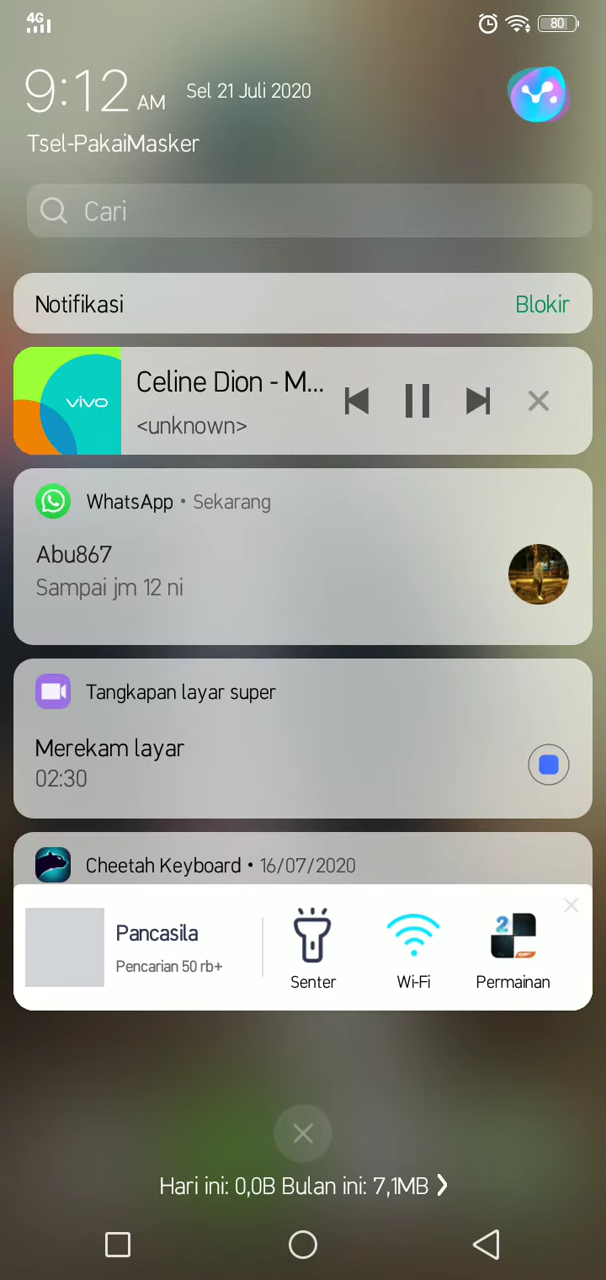 4G
80
9:12 AM Sel 21 Juli 2020
Tsel-PakaiMasker
Cari
Notifikasi Blokir
vivo
Celine Dion - M...
<unknown>
WhatsApp • Sekarang
Abu867
Sampai jm 12 ni
Tangkapan layar super
Merekam layar
02:30
Cheetah Keyboard • 16/07/2020
Pancasila
Pencarian 50 rb+
Senter
Wi-Fi
2
Permainan
Hari ini: 0,0B Bulan ini: 7,1MB